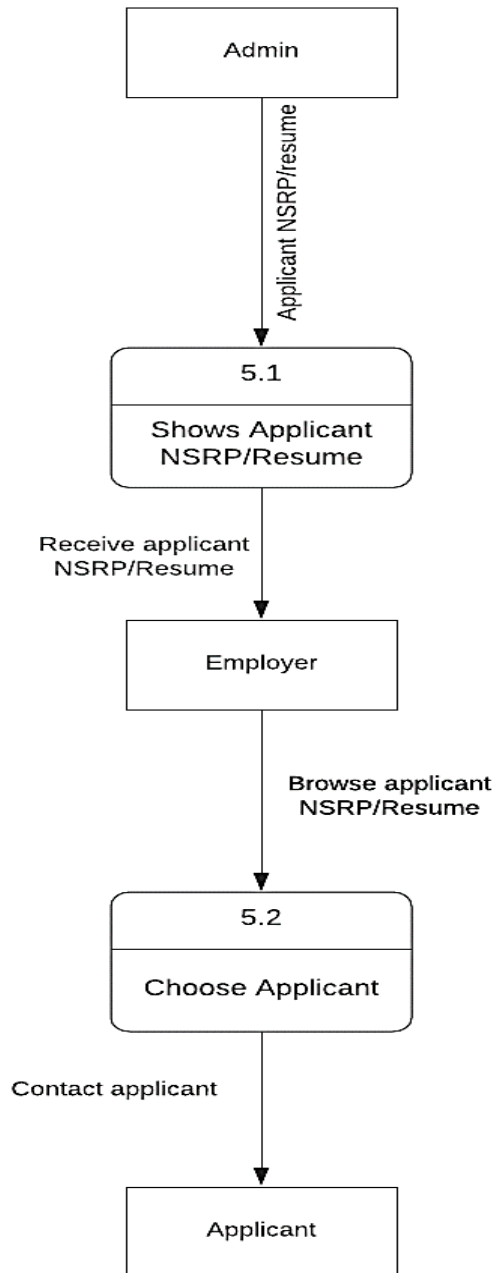 Admin
Applicant NSRP/resume
5.1
Shows Applicant
NSRP/Resume
Receive applicant
NSRP/Resume
Employer
Browse applicant
NSRP/Resume
5.2
Choose Applicant
Contact applicant
Applicant